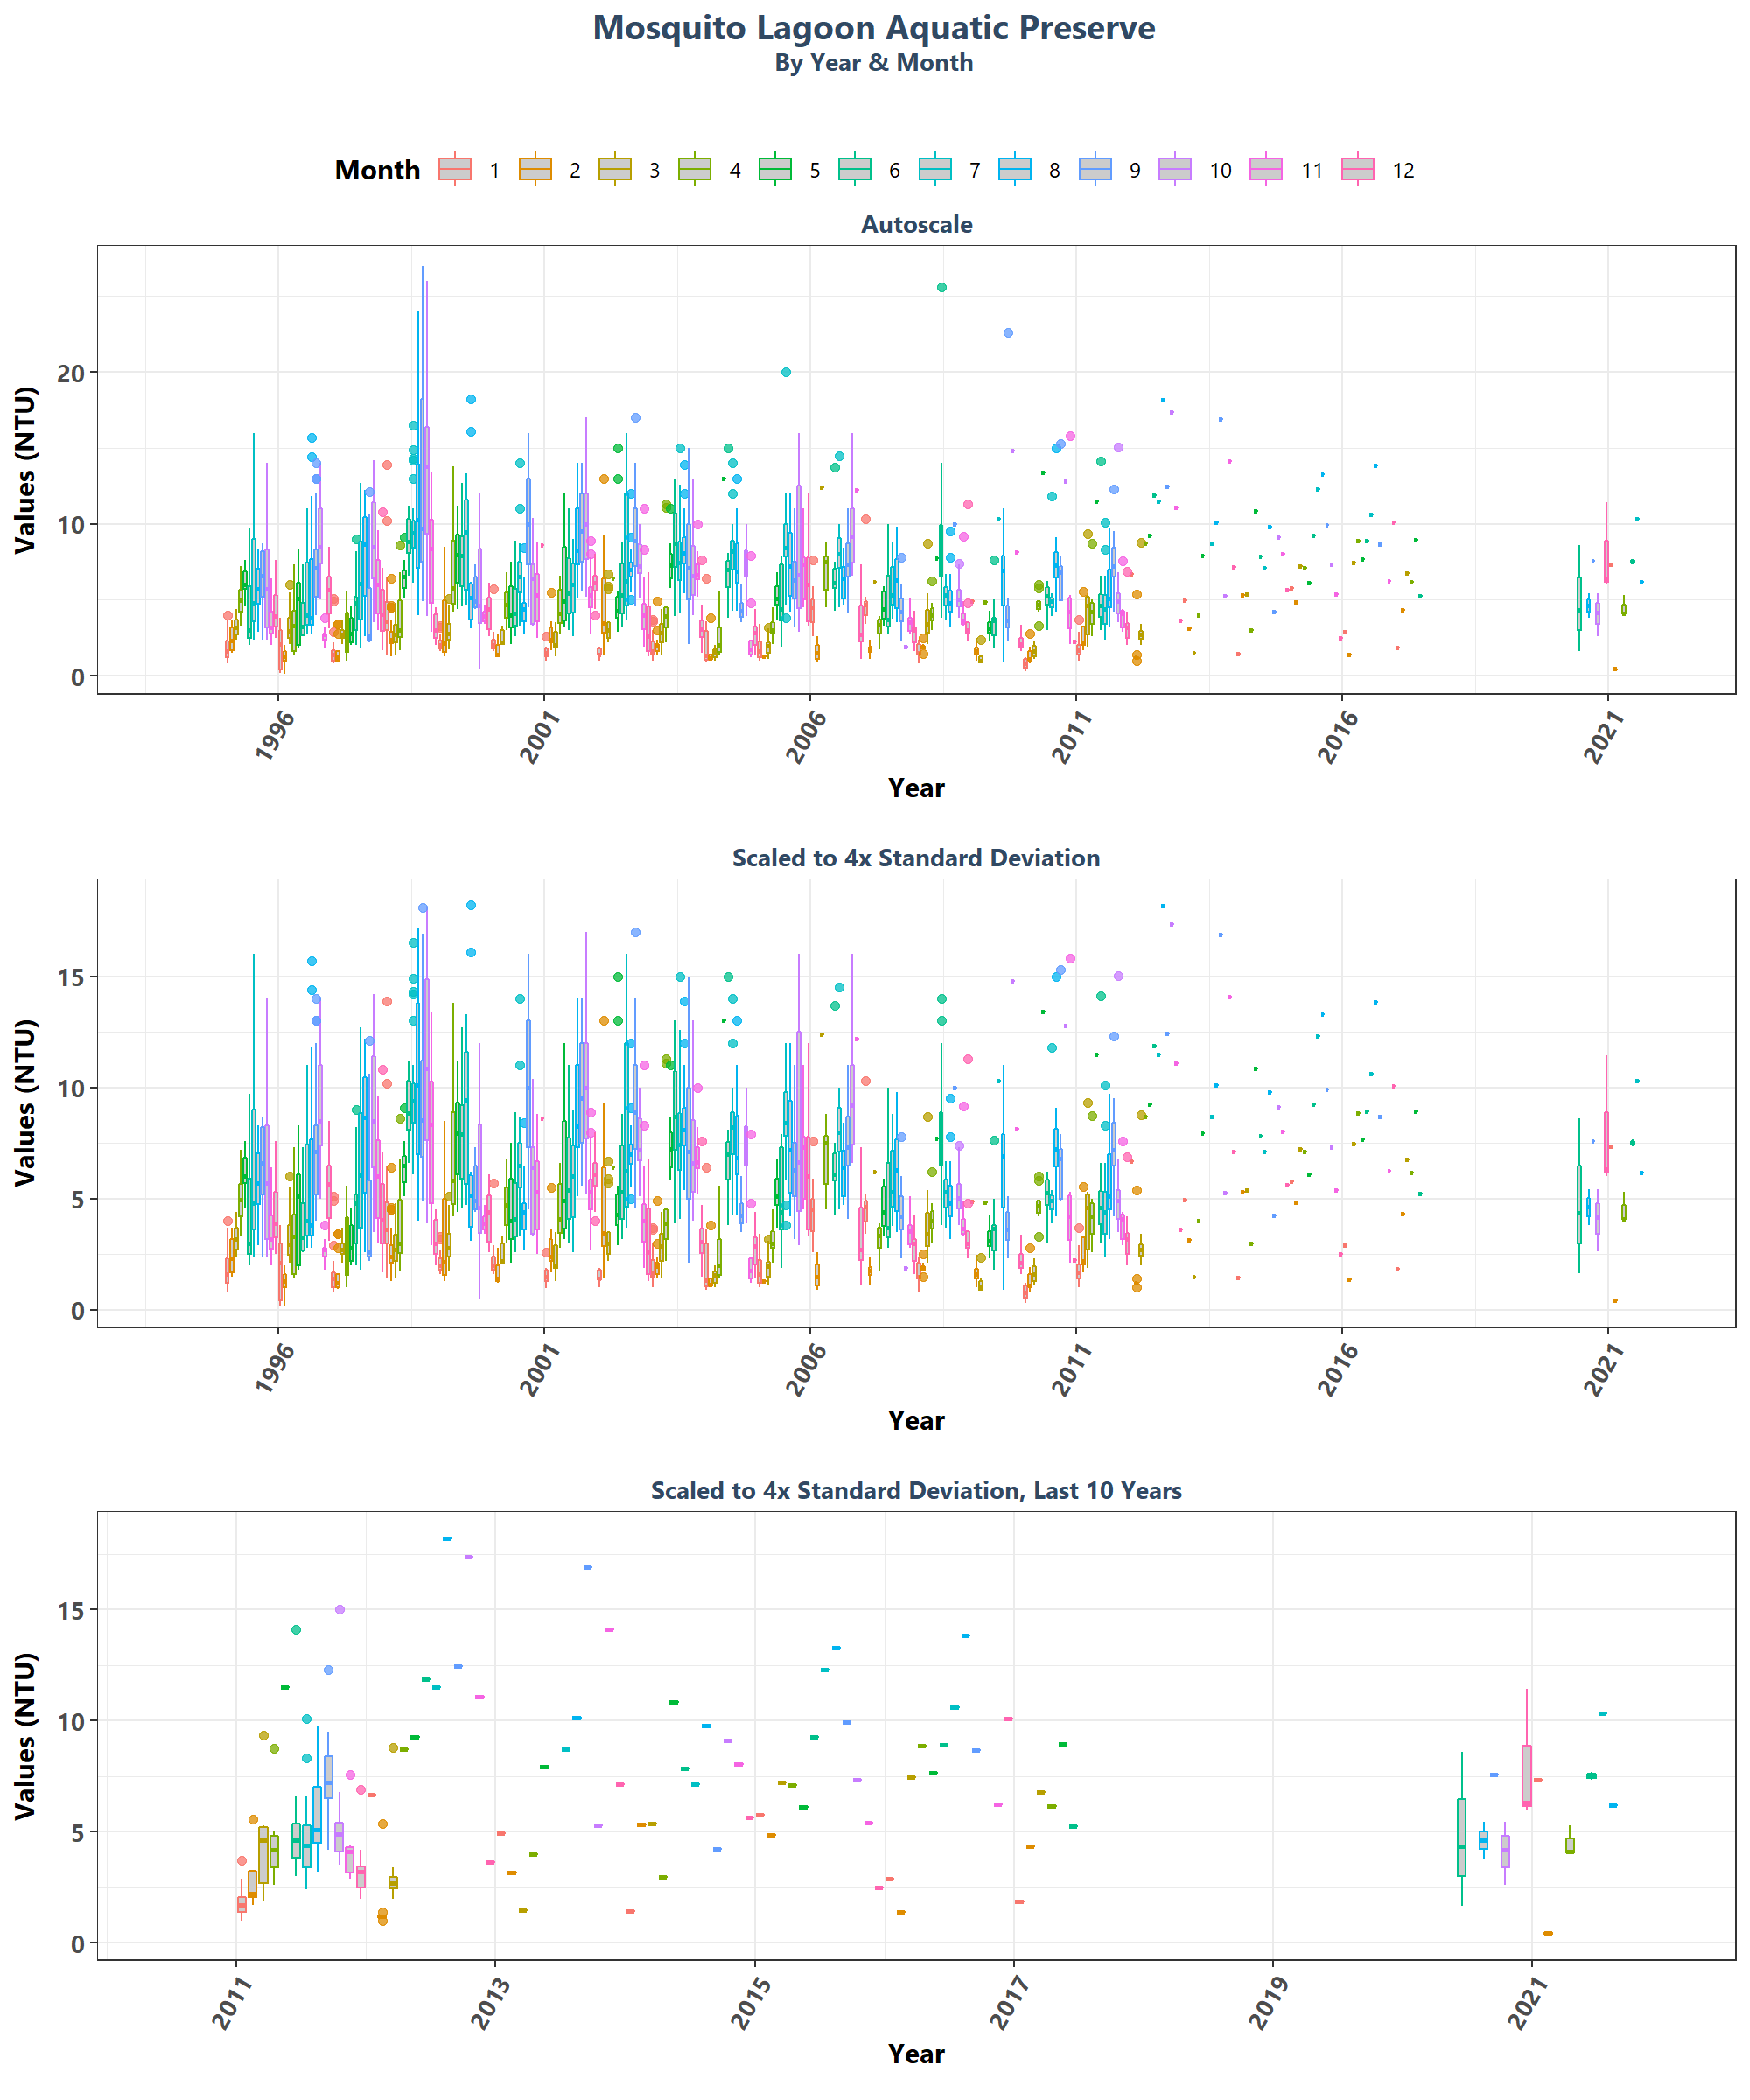 Mosquito Lagoon Aquatic Preserve
By Year & Month
Month 1 2 3 4 5 6 7 8 9 10 11 12
Autoscale
Values (NTU)
20
10
0
1996 2001 2006 2011 2016 2021
Year
Scaled to 4x Standard Deviation
Values (NTU)
15
10
5
0
1996 2001 2006 2011 2016 2021
Year
Scaled to 4x Standard Deviation, Last 10 Years
Values (NTU)
15
10
5
0
2011 2013 2015 2017 2019 2021
Year